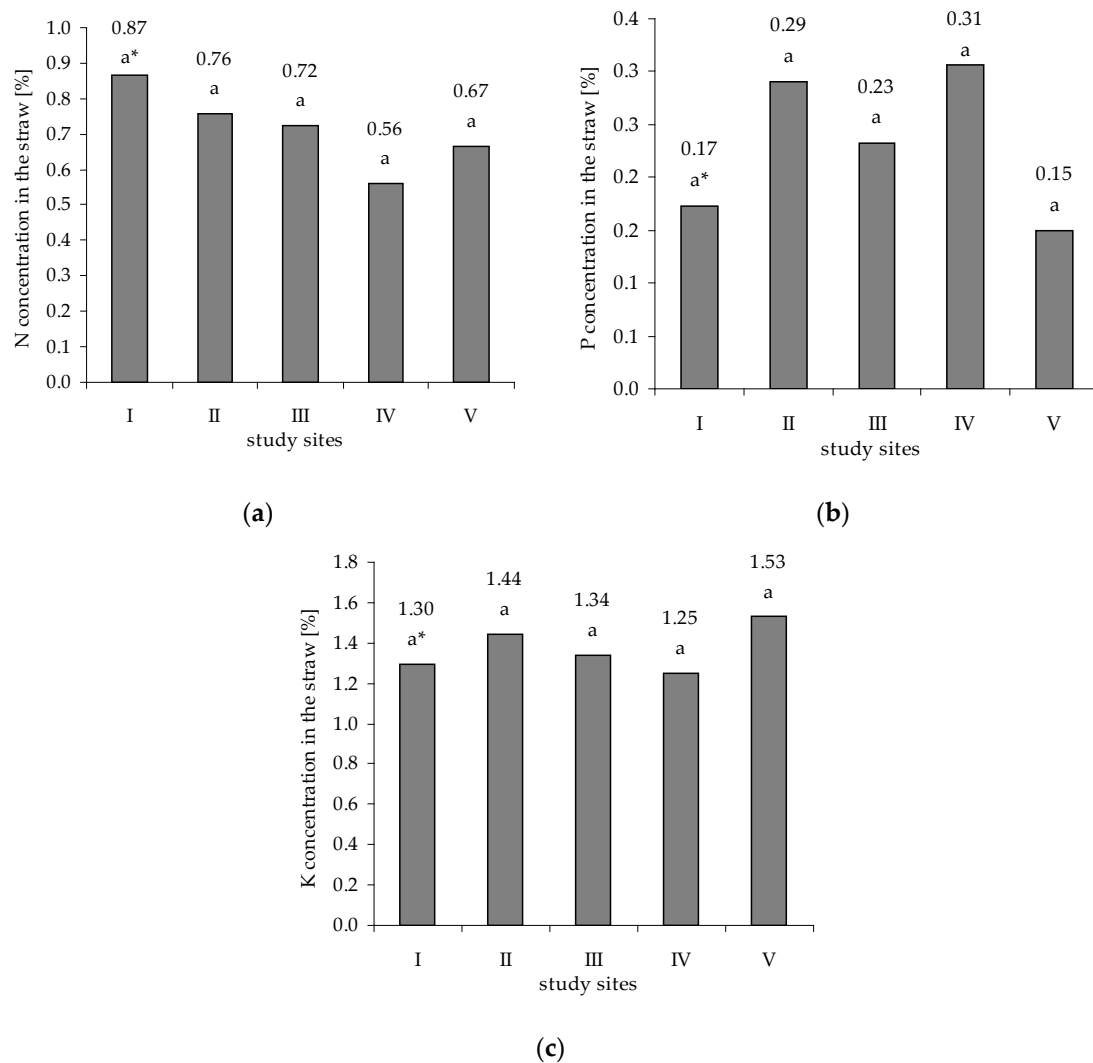 N concentration in the straw [%]
1.0
0.9
0.8
0.7
0.6
0.5
0.4
0.3
0.2
0.1
0.0
0.87
a*
0.76
a
0.72
a
0.56
a
0.67
a
I II III IV V
study sites
(a)
P concentration in the straw [%]
0.4
0.3
0.3
0.2
0.2
0.1
0.1
0.0
0.17
a*
0.29
a
0.23
a
0.31
a
0.15
a
I II III IV V
study sites
(b)
K concentration in the straw [%]
1.8
1.6
1.4
1.2
1.0
0.8
0.6
0.4
0.2
0.0
1.30
a*
1.44
a
1.34
a
1.25
a
1.53
a
I II III IV V
study sites
(c)